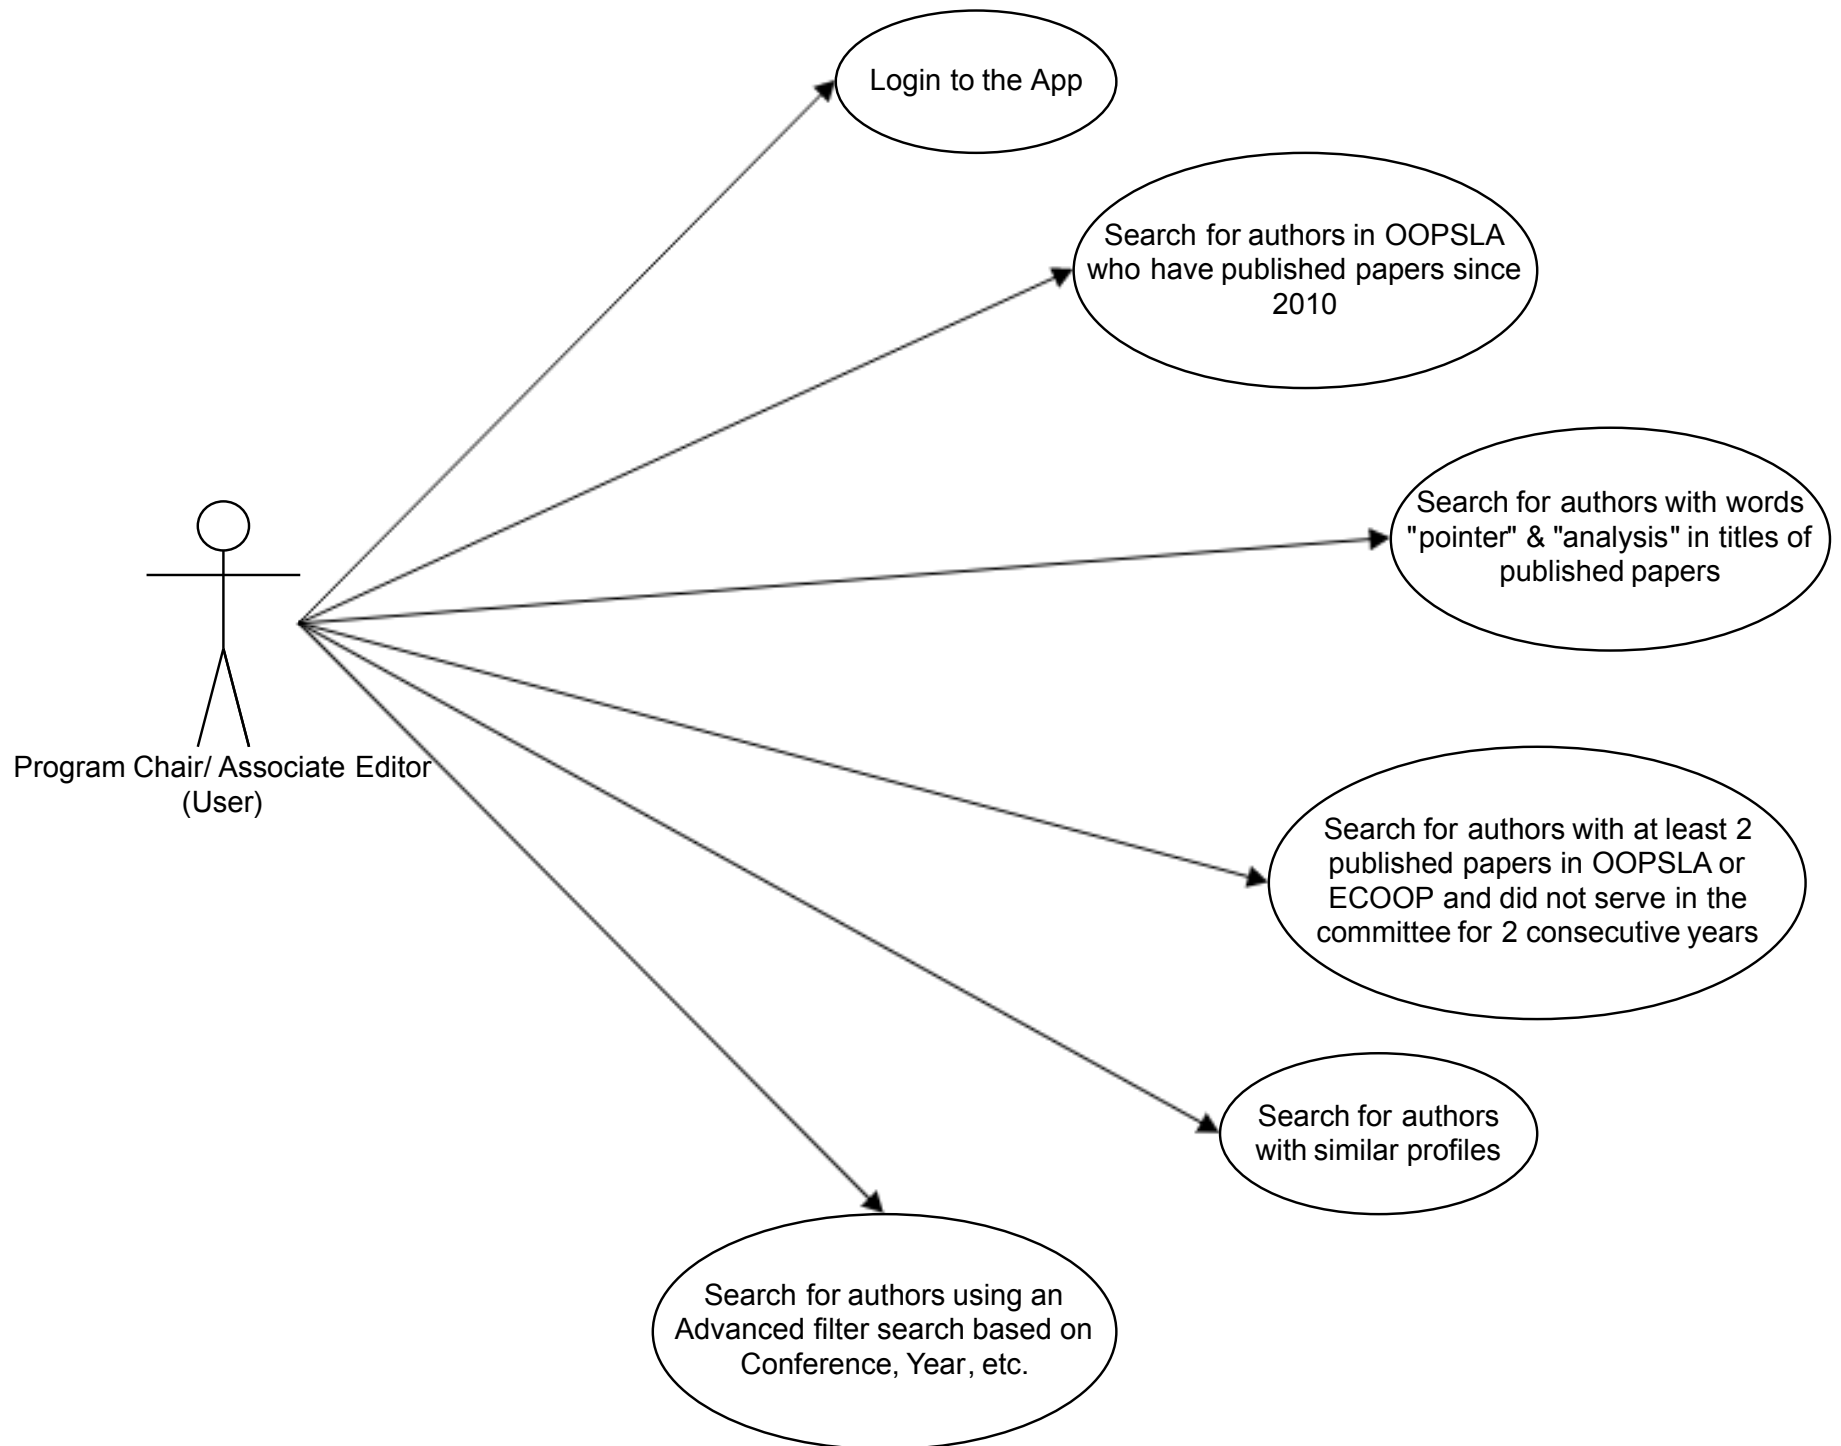 Login to the App
Search for authors in OOPSLA
who have published papers since
2010
Search for authors with words
"pointer" & "analysis" in titles of
published papers
Program Chair/ Associate Editor
(User)
Search for authors with at least 2
published papers in OOPSLA or
ECOOP and did not serve in the
committee for 2 consecutive years
Search for authors
with similar profiles
Search for authors using an
Advanced filter search based on
Conference, Year, etc.